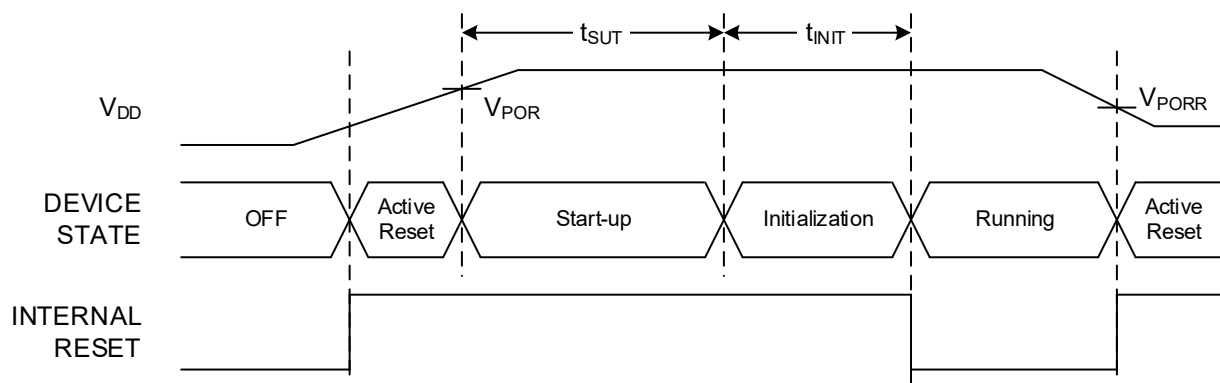 tSUT
tINIT
VDD
VPOR
VPORR
DEVICE
STATE
OFF
Active
Reset
Start-up
Initialization
Running
Active
Reset
INTERNAL
RESET